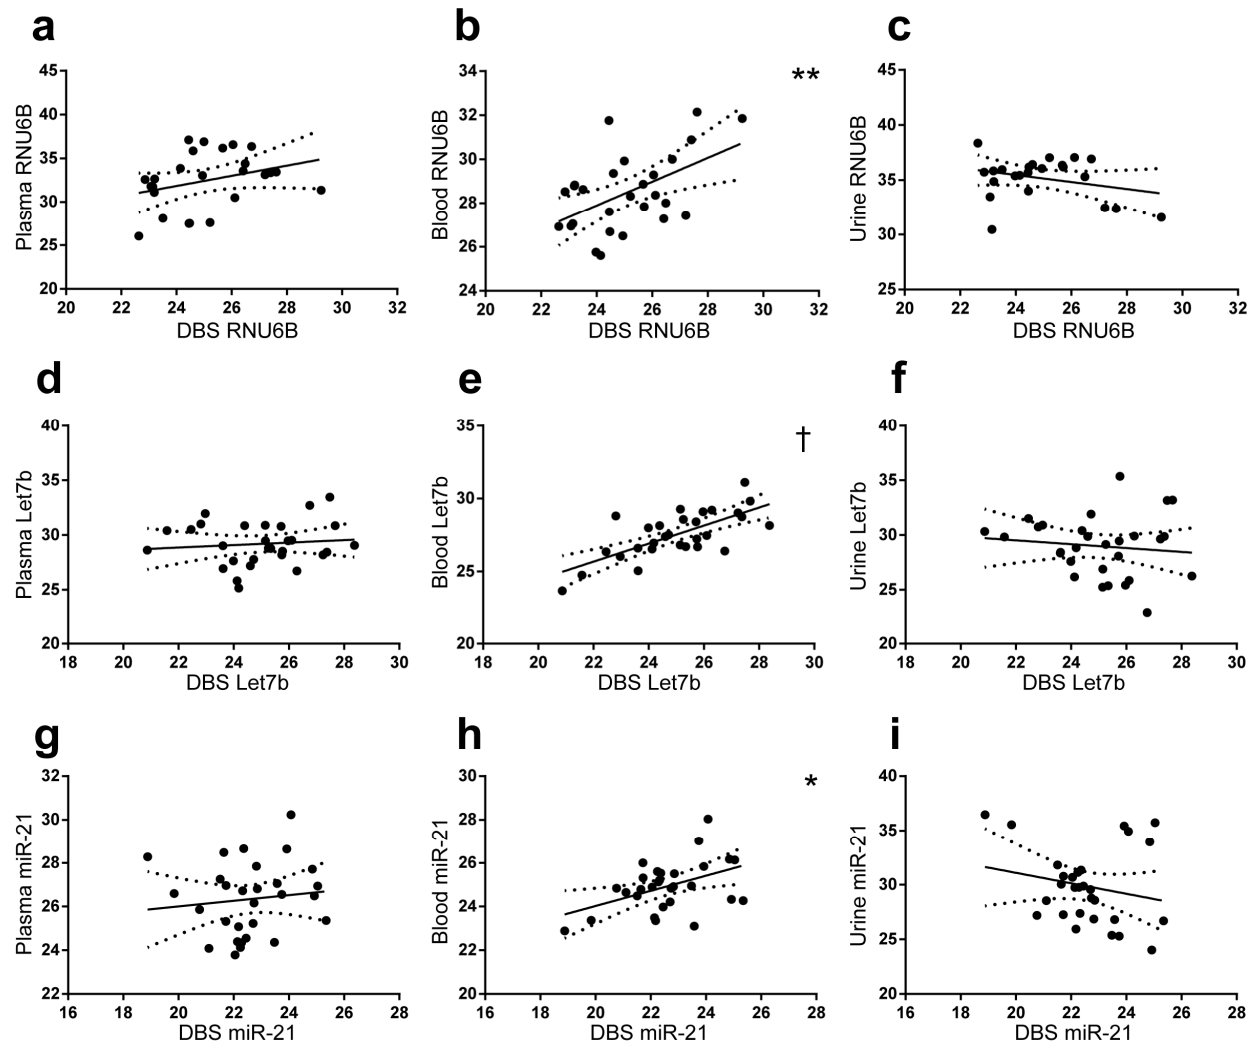 a
b
c
45
40
35
30
25
20
Plasma RNU6B
20 22 24 26 28 30 32
DBS RNU6B
34
32
30
28
26
24
Blood RNU6B
**
20 22 24 26 28 30 32
DBS RNU6B
45
40
35
30
25
Urine RNU6B
20 22 24 26 28 30 32
DBS RNU6B
d
e
f
40
35
30
25
20
Plasma Let7b
18 20 22 24 26 28 30
DBS Let7b
35
30
25
20
Blood Let7b
†
18 20 22 24 26 28 30
DBS Let7b
40
35
30
25
20
Urine Let7b
18 20 22 24 26 28 30
DBS Let7b
g
h
i
32
30
28
26
24
22
Plasma miR-21
16 18 20 22 24 26 28
DBS miR-21
30
28
26
24
22
20
Blood miR-21
*
16 18 20 22 24 26 28
DBS miR-21
40
35
30
25
20
Urine miR-21
16 18 20 22 24 26 28
DBS miR-21